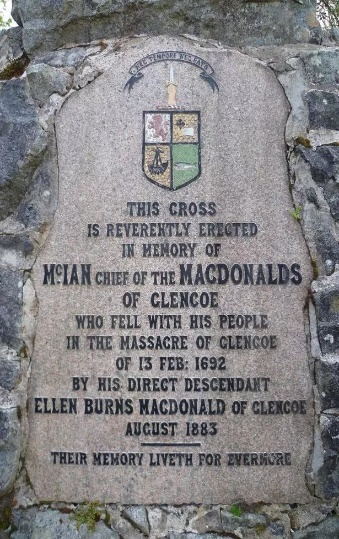 THIS CROSS
IS REVERENTLY ERECTED
IN MEMORY OF
McIAN CHIEF OF THE MACDONALDS
OF GLENCOE
WHO FELL WITH HIS PEOPLE
IN THE MASSACRE OF GLENCOE
OF 13 FEB: 1692
BY HIS DIRECT DESCENDANT
ELLEN BURNS MACDONALD OF GLENCOE
AUGUST 1883
THEIR MEMORY LIVETH FOR EVERMORE